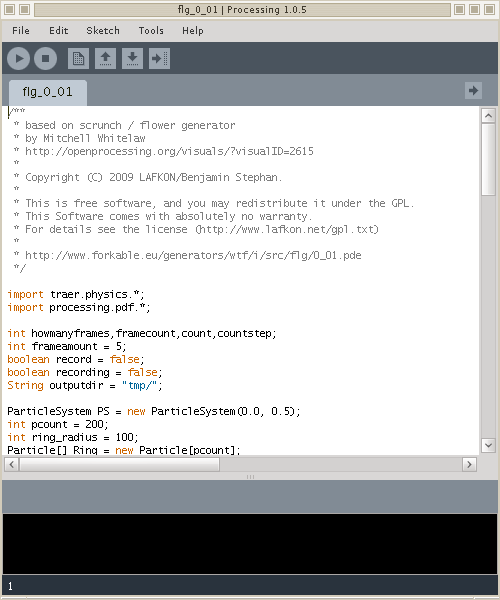 flg_0_01 | Processing 1.0.5
File Edit Sketch Tools Help
flg_0_01
/**
* based on scrunch / flower generator
* by Mitchell Whitelaw
* http://openprocessing.org/visuals/?visualID=2615
*
* Copyright (C) 2009 LAFKON/Benjamin Stephan.
*
* This is free software, and you may redistribute it under the GPL.
* This Software comes with absolutely no warranty.
* For details see the license (http://www.lafkon.net/gpl.txt)
*
* http://www.forkable.eu/generators/wtf/i/src/flg/0_01.pde
*/
import traer.physics.*;
import processing.pdf.*;
int howmanyframes,framecount,count,countstep;
int frameamount = 5;
boolean record = false;
boolean recording = false;
String outputdir = "tmp/";
ParticleSystem PS = new ParticleSystem(0.0, 0.5);
int pcount = 200;
int ring_radius = 100;
Particle[] Ring = new Particle[pcount];
1